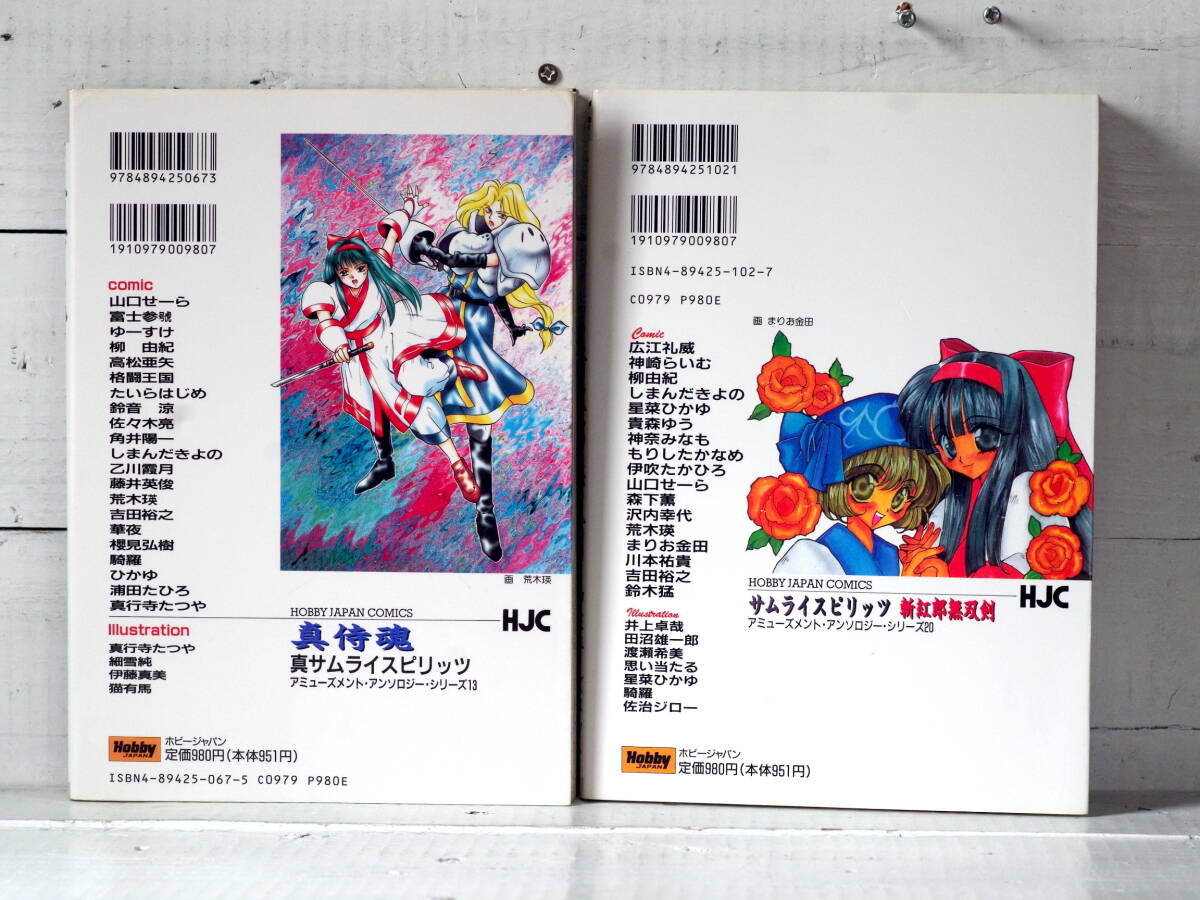 9784894250673
1910979009807
comic
山口せーら
富士参號
ゆーすけ
柳 由紀
高松亜矢
格闘王国
たいらはじめ
鈴音 涼
佐々木亮
角井陽一
しまんだきよの
乙川霞月
藤井英俊
荒木瑛
吉田裕之
華夜
櫻見弘樹
騎羅
ひかゆ
浦田たひろ
真行寺たつや
Illustration
真行寺たつや
細雪純
伊藤真美
猫有馬
画 荒木瑛
HOBBY JAPAN COMICS
HJC
真侍魂
真サムライスピリッツ
アミューズメント・アンソロジー・シリーズ13
Hobby JAPAN
ホビージャパン
定価980円(本体951円)
ISBN4-89425-067-5 C0979 P980E
9784894251021
1910979009807
ISBN4-89425-102-7
C0979 P980E
Comic
広江礼威
神崎らいむ
柳由紀
しまんだきよの
星菜ひかゆ
貴森ゆう
神奈みなも
もりしたかなめ
伊吹たかひろ
山口せーら
森下薫
沢内幸代
荒木瑛
まりお金田
川本祐貴
吉田裕之
鈴木猛
Illustration
井上卓哉
田沼雄一郎
渡瀬希美
思い当たる
星菜ひかゆ
騎羅
佐治ジロー
画 まりお金田
HOBBY JAPAN COMICS
HJC
サムライスピリッツ 斬紅郎無双剣
アミューズメント・アンソロジー・シリーズ20
Hobby JAPAN
ホビージャパン
定価980円(本体951円)